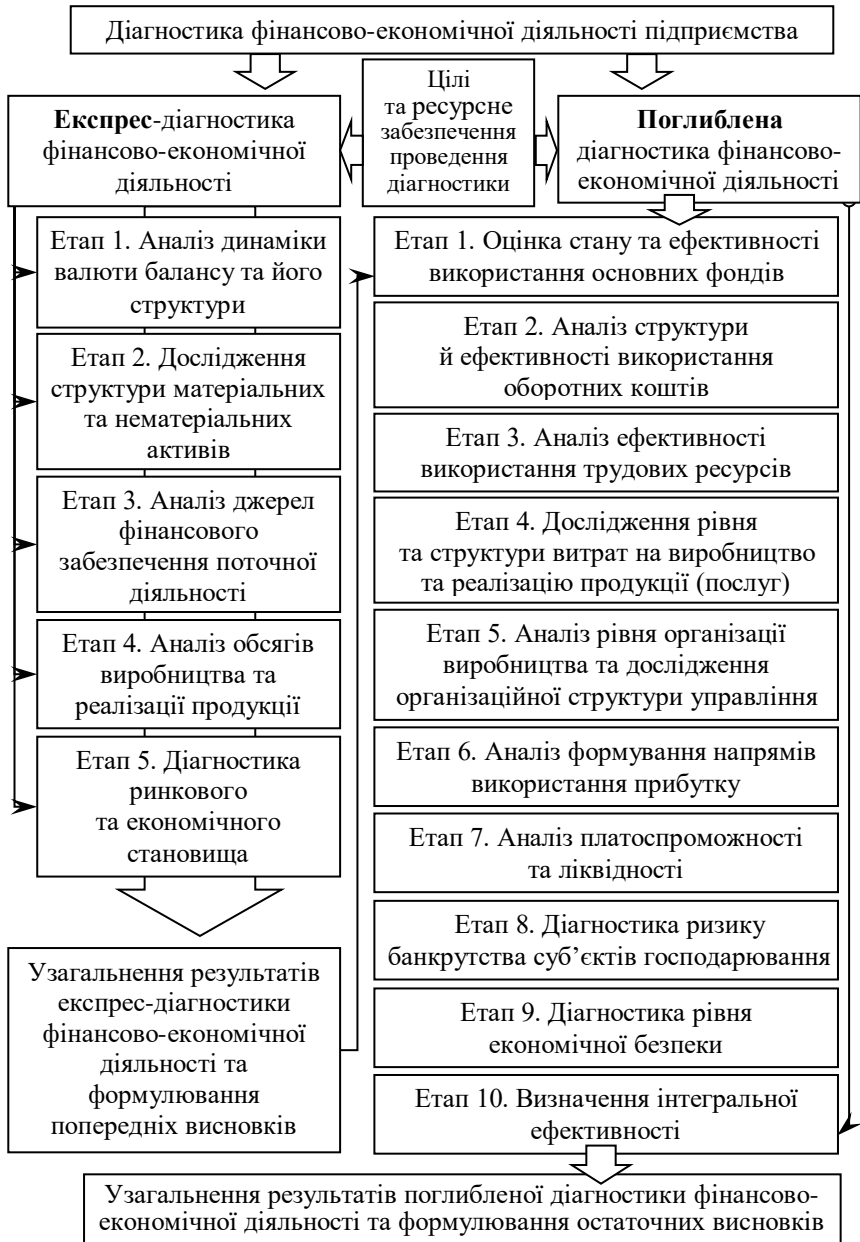 Діагностика фінансово-економічної діяльності підприємства
Цілі
та ресурсне
забезпечення
проведення
діагностики
Експрес-діагностика
фінансово-економічної
діяльності
Поглиблена
діагностика фінансово-
економічної діяльності
Етап 1. Аналіз динаміки
валюти балансу та його
структури
Етап 2. Дослідження
структури матеріальних
та нематеріальних
активів
Етап 3. Аналіз джерел
фінансового
забезпечення поточної
діяльності
Етап 4. Аналіз обсягів
виробництва та
реалізації продукції
Етап 5. Діагностика
ринкового
та економічного
становища
Узагальнення результатів
експрес-діагностики
фінансово-економічної
діяльності та
формулювання
попередніх висновків
Етап 1. Оцінка стану та ефективності
використання основних фондів
Етап 2. Аналіз структури
й ефективності використання
оборотних коштів
Етап 3. Аналіз ефективності
використання трудових ресурсів
Етап 4. Дослідження рівня
та структури витрат на виробництво
та реалізацію продукції (послуг)
Етап 5. Аналіз рівня організації
виробництва та дослідження
організаційної структури управління
Етап 6. Аналіз формування напрямів
використання прибутку
Етап 7. Аналіз платоспроможності
та ліквідності
Етап 8. Діагностика ризику
банкрутства суб’єктів господарювання
Етап 9. Діагностика рівня
економічної безпеки
Етап 10. Визначення інтегральної
ефективності
Узагальнення результатів поглибленої діагностики фінансово-
економічної діяльності та формулювання остаточних висновків